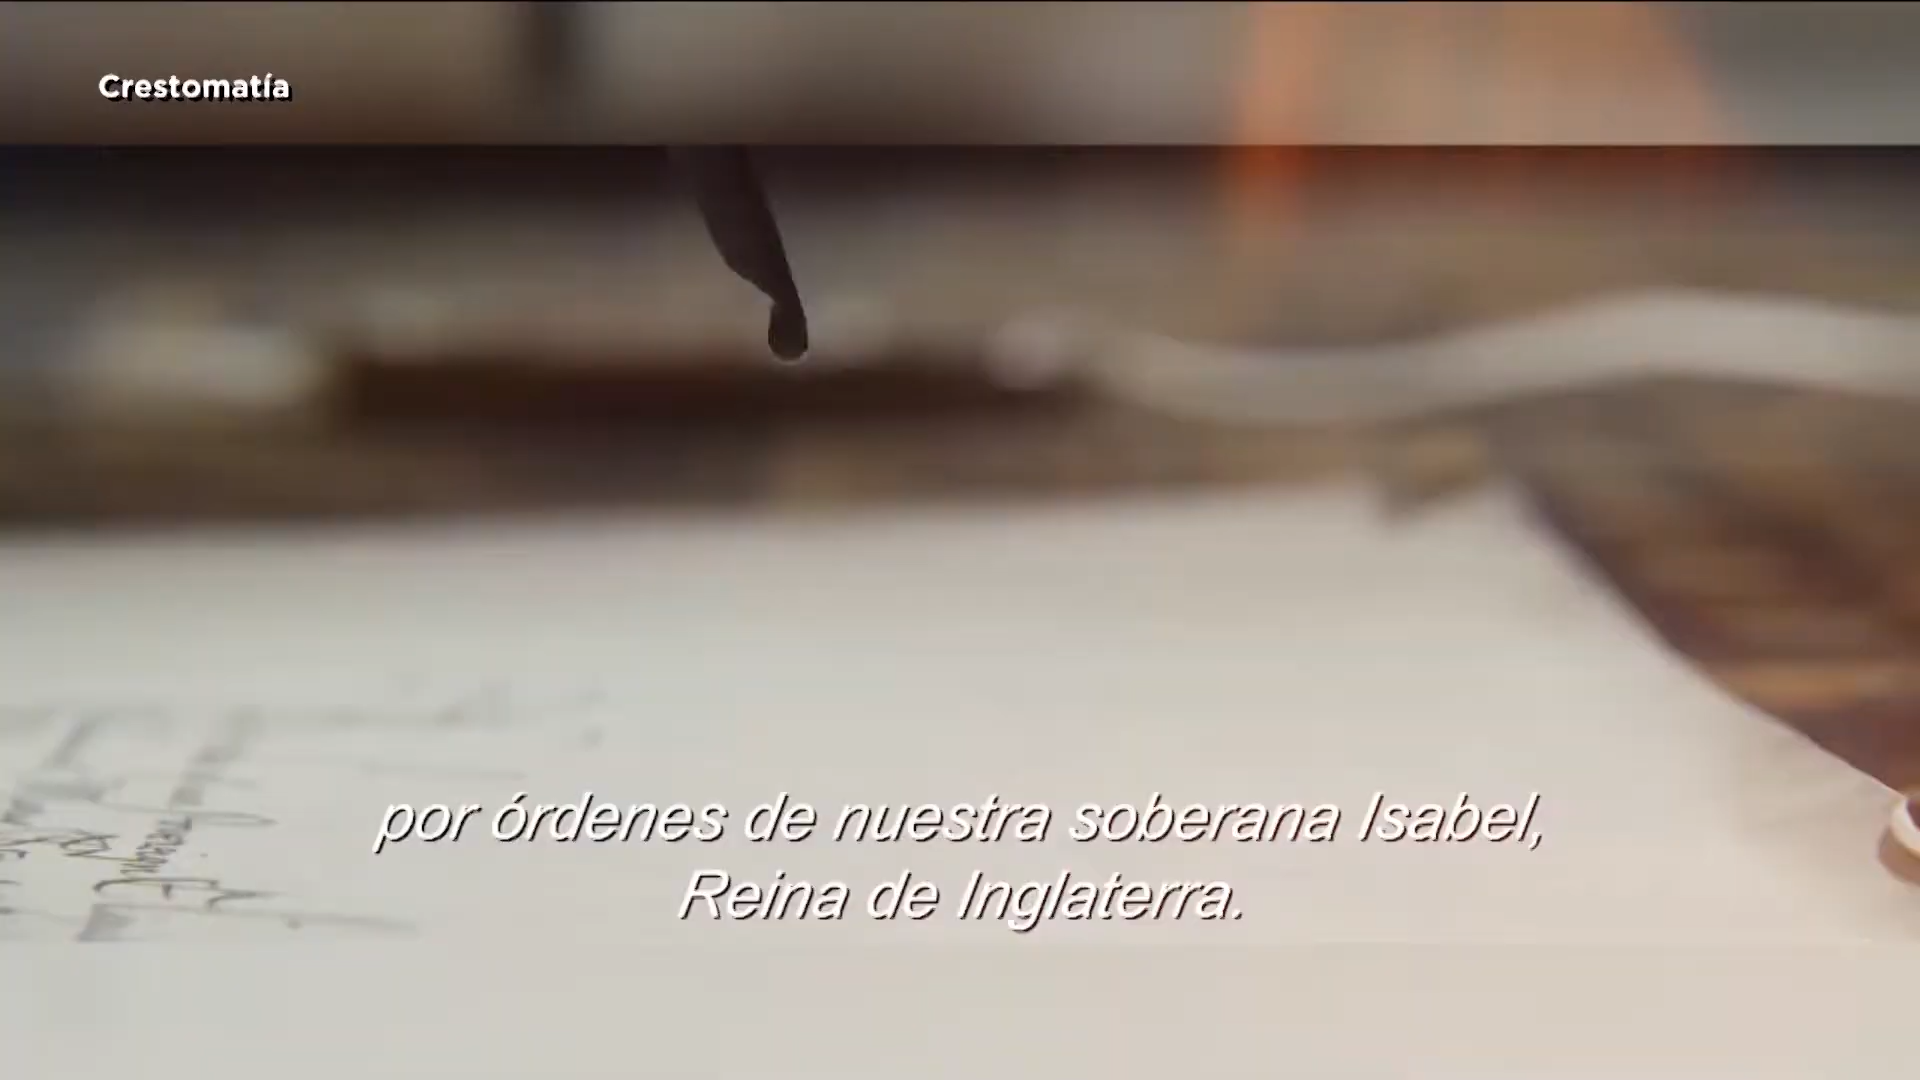 Crestomatía
por órdenes de nuestra soberana Isabel,
Reina de Inglaterra.